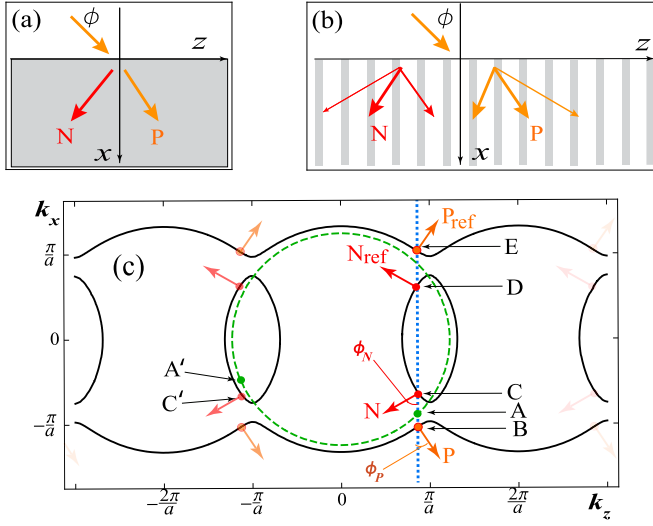 (a) ϕ z
N P
x
(b) ϕ z
N P
x
k_x
(c)
P_ref
E
π/a
N_ref
D
0
ϕ_N
A′
C
C′
N
A
−π/a
B
ϕ_P P
−2π/a −π/a 0 π/a 2π/a k_z